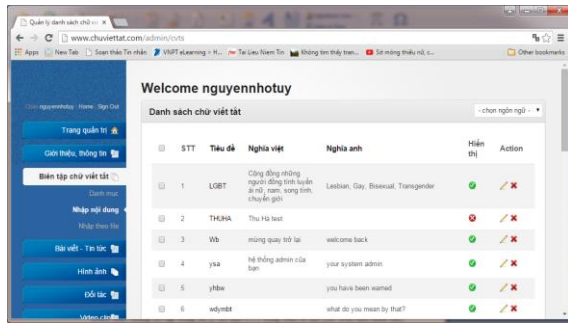 Quản lý danh sách chữ viết
www.chuviettat.com/admin/cvts
Apps New Tab Soạn thảo Tin nhắn VNPT eLearning > H... Tai Lieu Niem Tin không tìm thấy tran... Sứ mỏng thiếu nữ, c... Other bookmarks
Chào nguyennhotuy | Home | Sign Out
Welcome nguyennhotuy
Danh sách chữ viết tắt
- chọn ngôn ngữ -
Trang quản trị
Giới thiệu, thông tin
Biên tập chữ viết tắt
Danh mục
Nhập nội dung
Nhập theo file
Bài viết - Tin tức
Hình ảnh
Đối tác
Video clip
STT Tiêu đề Nghĩa việt Nghĩa anh Hiển thị Action
1 LGBT Cộng đồng những người đồng tính luyến ái nữ, nam, song tính, chuyển giới Lesbian, Gay, Bisexual, Transgender
2 THUHA Thu Hà test
3 Wb mừng quay trở lại welcome back
4 ysa hệ thống admin của bạn your system admin
5 yhbw you have been warned
6 wdymbt what do you mean by that?